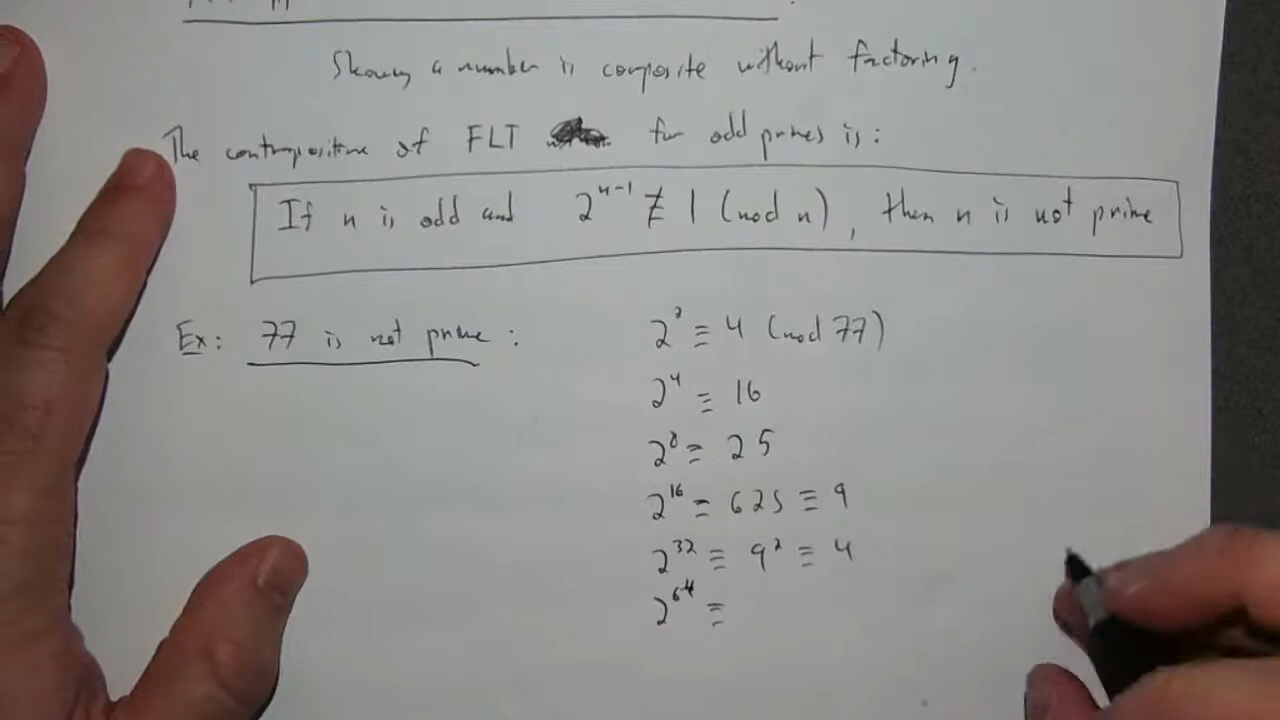 Showing a number is composite without factoring.
The contrapositive of FLT for odd primes is:
If n is odd and 2^{n-1} ≢ 1 (mod n), then n is not prime
Ex: 77 is not prime:
2^2 ≡ 4 (mod 77)
2^4 ≡ 16
2^8 ≡ 25
2^16 ≡ 625 ≡ 9
2^32 ≡ 9^2 ≡ 4
2^64 ≡